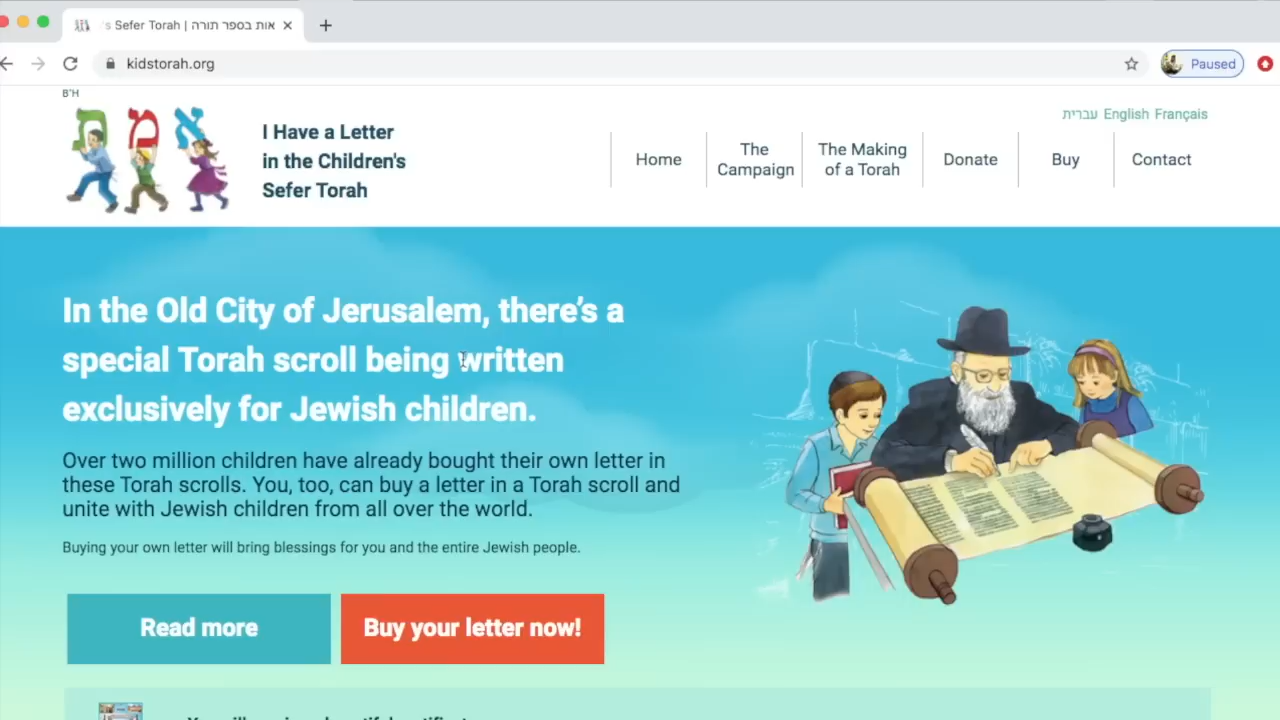 's Sefer Torah | אות בספר תורה
kidstorah.org
Paused
B"H
אמת
I Have a Letter
in the Children's
Sefer Torah
Home
The
Campaign
The Making
of a Torah
Donate
Buy
Contact
עברית English Français
In the Old City of Jerusalem, there's a
special Torah scroll being written
exclusively for Jewish children.
Over two million children have already bought their own letter in
these Torah scrolls. You, too, can buy a letter in a Torah scroll and
unite with Jewish children from all over the world.
Buying your own letter will bring blessings for you and the entire Jewish people.
Read more
Buy your letter now!